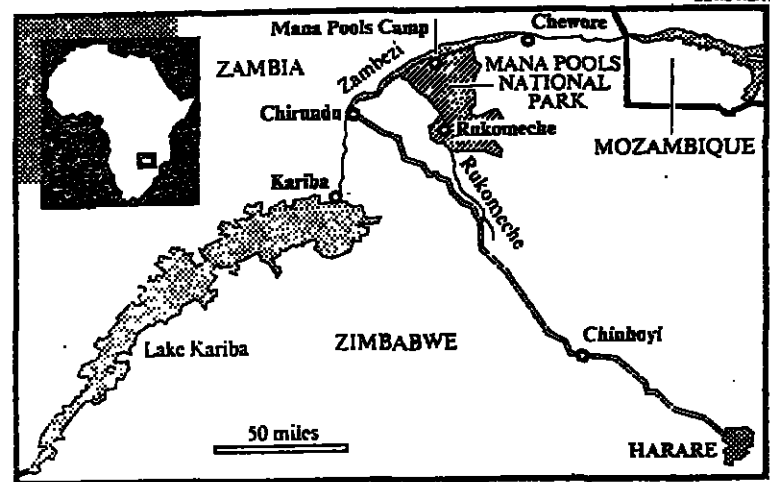 Mana Pools Camp
Chewore
ZAMBIA
Zambezi
MANA POOLS
NATIONAL
PARK
Chirundu
Rukomeche
MOZAMBIQUE
Kariba
Rukomeche
Lake Kariba
ZIMBABWE
Chinhoyi
50 miles
HARARE